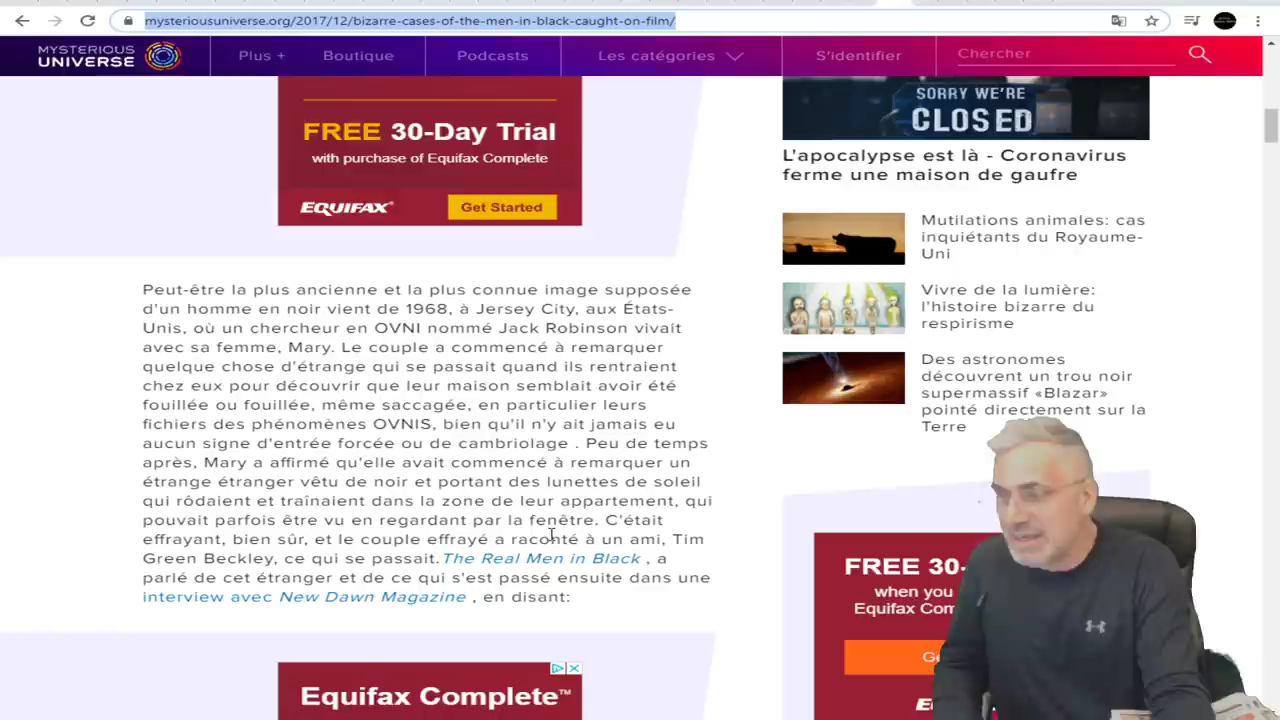 mysteriousuniverse.org/2017/12/bizarre-cases-of-the-men-in-black-caught-on-film/
MYSTERIOUS
UNIVERSE
Plus +
Boutique
Podcasts
Les catégories
S'identifier
Chercher
FREE 30-Day Trial
with purchase of Equifax Complete
EQUIFAX
Get Started
Peut-être la plus ancienne et la plus connue image supposée
d'un homme en noir vient de 1968, à Jersey City, aux États-
Unis, où un chercheur en OVNI nommé Jack Robinson vivait
avec sa femme, Mary. Le couple a commencé à remarquer
quelque chose d'étrange qui se passait quand ils rentraient
chez eux pour découvrir que leur maison semblait avoir été
fouillée ou fouillée, même saccagée, en particulier leurs
fichiers des phénomènes OVNIS, bien qu'il n'y ait jamais eu
aucun signe d'entrée forcée ou de cambriolage . Peu de temps
après, Mary a affirmé qu'elle avait commencé à remarquer un
étrange étranger vêtu de noir et portant des lunettes de soleil
qui rôdaient et traînaient dans la zone de leur appartement, qui
pouvait parfois être vu en regardant par la fenêtre. C'était
effrayant, bien sûr, et le couple effrayé a raconté à un ami, Tim
Green Beckley, ce qui se passait. The Real Men in Black , a
parlé de cet étranger et de ce qui s'est passé ensuite dans une
interview avec New Dawn Magazine , en disant:
Equifax Complete™
SORRY WE'RE
CLOSED
L'apocalypse est là - Coronavirus
ferme une maison de gaufre
Mutilations animales: cas
inquiétants du Royaume-
Uni
Vivre de la lumière:
l'histoire bizarre du
respirisme
Des astronomes
découvrent un trou noir
supermassif «Blazar»
pointé directement sur la
Terre
FREE 30-
when you
Equifax Com